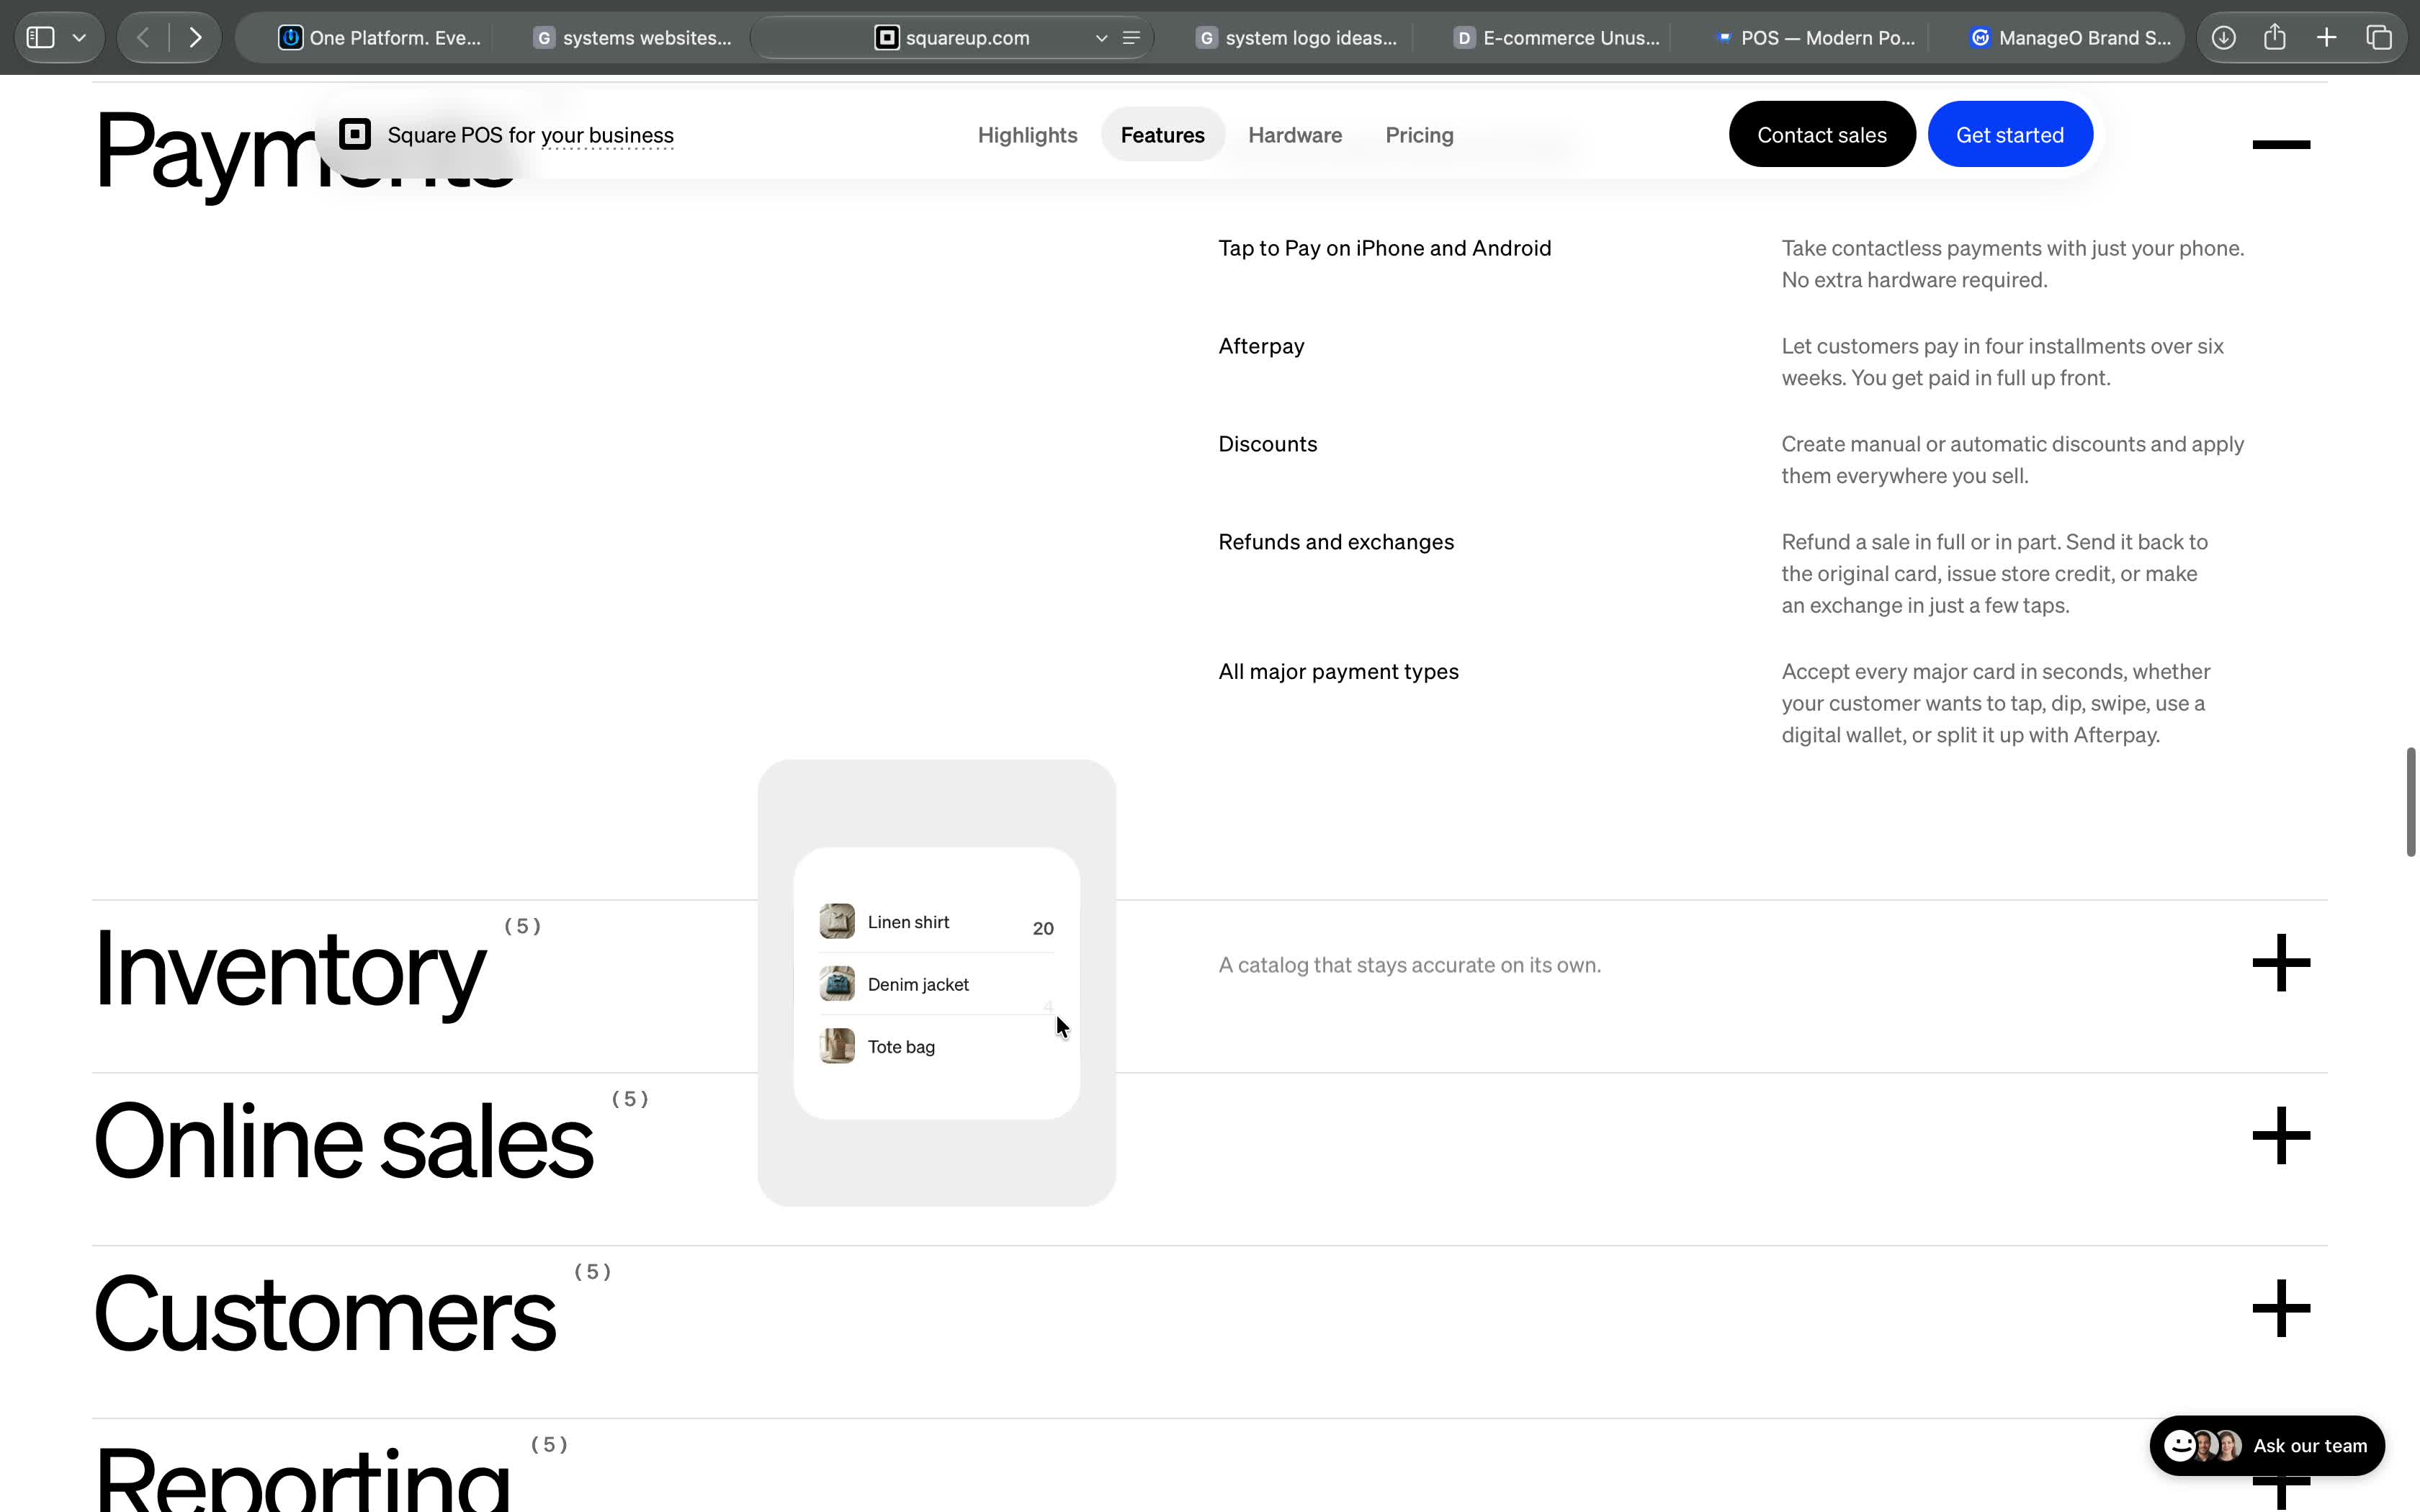 One Platform. Eve...
G systems websites...
squareup.com
G system logo ideas...
D E-commerce Unus...
POS — Modern Po...
ManageO Brand S...
Payments
Square POS for your business
Highlights
Features
Hardware
Pricing
Contact sales
Get started
Tap to Pay on iPhone and Android
Take contactless payments with just your phone.
No extra hardware required.
Afterpay
Let customers pay in four installments over six
weeks. You get paid in full up front.
Discounts
Create manual or automatic discounts and apply
them everywhere you sell.
Refunds and exchanges
Refund a sale in full or in part. Send it back to
the original card, issue store credit, or make
an exchange in just a few taps.
All major payment types
Accept every major card in seconds, whether
your customer wants to tap, dip, swipe, use a
digital wallet, or split it up with Afterpay.
Inventory (5)
Linen shirt 20
Denim jacket 4
Tote bag
A catalog that stays accurate on its own.
Online sales (5)
Customers (5)
Reporting (5)
Ask our team